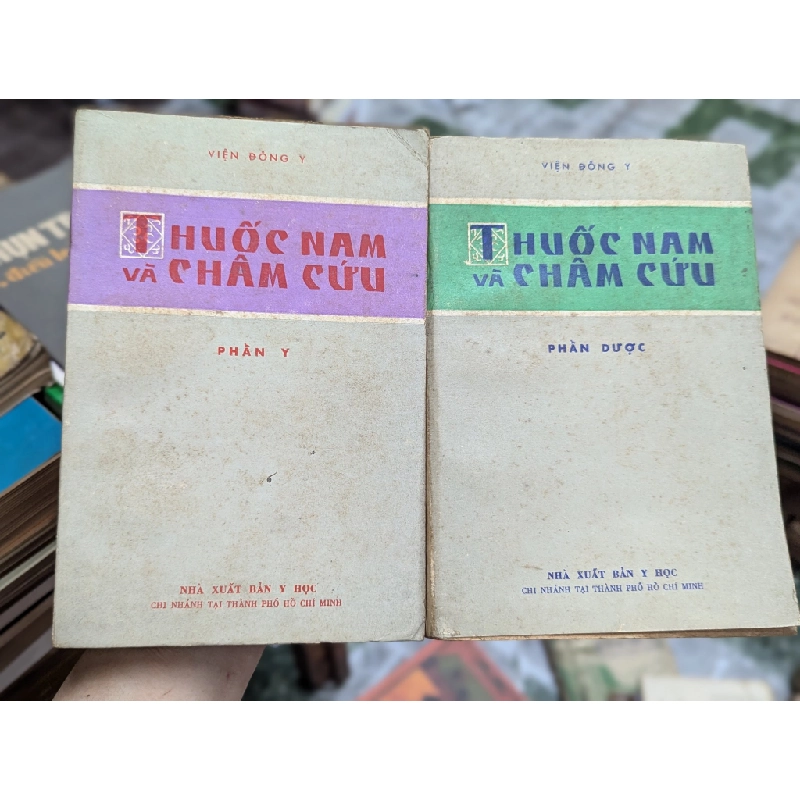 VIỆN ĐÔNG Y
THUỐC NAM
VÀ CHÂM CỨU
PHẦN Y
NHÀ XUẤT BẢN Y HỌC
CHI NHÁNH TẠI THÀNH PHỐ HỒ CHÍ MINH
VIỆN ĐÔNG Y
THUỐC NAM
VÀ CHÂM CỨU
PHẦN DƯỢC
NHÀ XUẤT BẢN Y HỌC
CHI NHÁNH TẠI THÀNH PHỐ HỒ CHÍ MINH